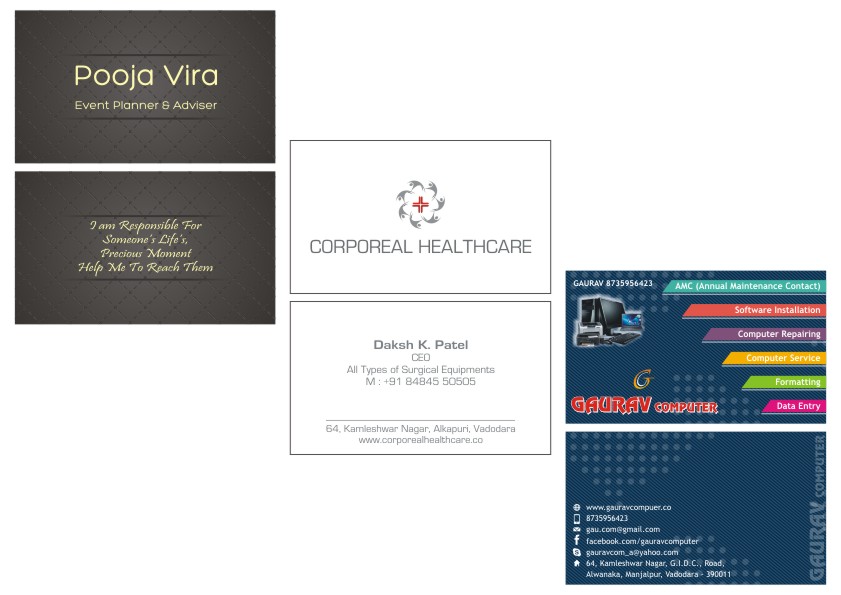 Pooja Vira
Event Planner & Adviser
I am Responsible For
Someone's Life's,
Precious Moment
Help Me To Reach Them
CORPOREAL HEALTHCARE
Daksh K. Patel
CEO
All Types of Surgical Equipments
M : +91 84845 50505
64, Kamleshwar Nagar, Alkapuri, Vadodara
www.corporealhealthcare.co
GAURAV 8735956423
AMC (Annual Maintenance Contact)
Software Installation
Computer Repairing
Computer Service
Formatting
Data Entry
G
GAURAV COMPUTER
www.gauravcompuer.co
8735956423
gau.com@gmail.com
facebook.com/gauravcomputer
gauravcom_a@yahoo.com
64, Kamleshwar Nagar, G.I.D.C., Road,
Alwanaka, Manjalpur, Vadodara - 390011
GAURAV COMPUTER